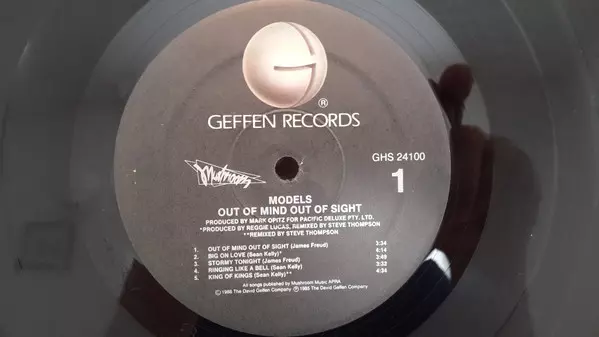 G
®
GEFFEN RECORDS
Mushroom
GHS 24100
1
MODELS
OUT OF MIND OUT OF SIGHT
PRODUCED BY MARK OPITZ FOR PACIFIC DELUXE PTY. LTD.
*PRODUCED BY REGGIE LUCAS, REMIXED BY STEVE THOMPSON
**REMIXED BY STEVE THOMPSON
1. OUT OF MIND OUT OF SIGHT (James Freud) 3:34
2. BIG ON LOVE (Sean Kelly)* 4:14
3. STORMY TONIGHT (James Freud) 3:49
4. RINGING LIKE A BELL (Sean Kelly) 3:32
5. KING OF KINGS (Sean Kelly)** 4:34
All songs published by Mushroom Music APRA
©1985 The David Geffen Company ℗1985 The David Geffen Company